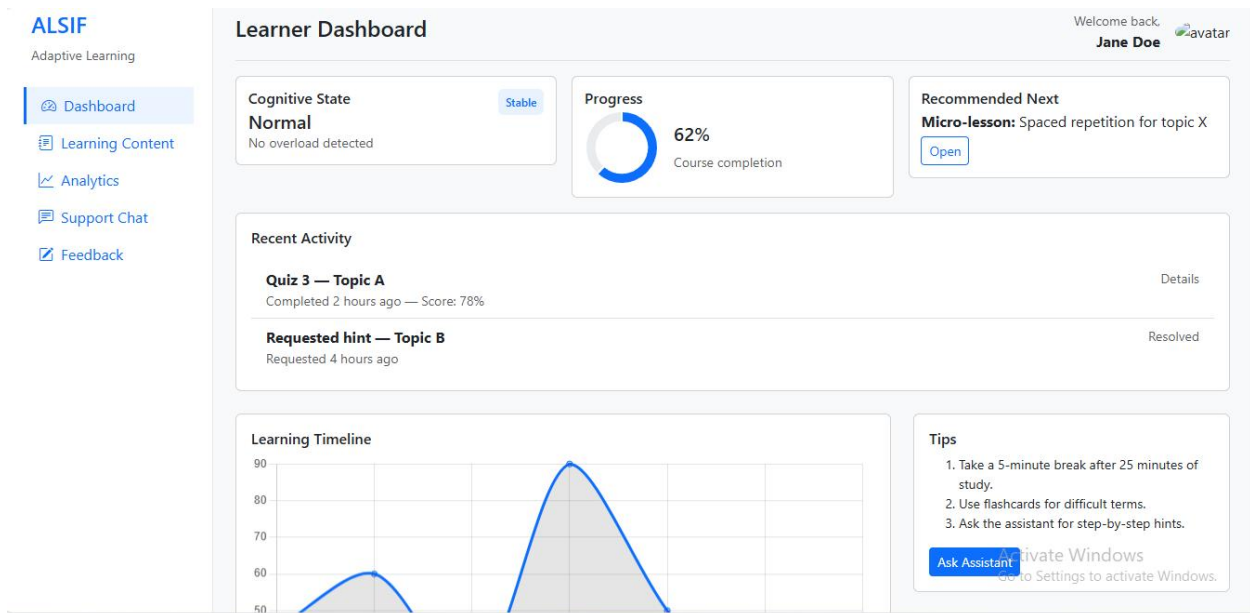 ALSIF
Adaptive Learning
Dashboard
Learning Content
Analytics
Support Chat
Feedback
Learner Dashboard
Welcome back,
Jane Doe
avatar
Cognitive State
Stable
Normal
No overload detected
Progress
62%
Course completion
Recommended Next
Micro-lesson: Spaced repetition for topic X
Open
Recent Activity
Quiz 3 — Topic A
Details
Completed 2 hours ago — Score: 78%
Requested hint — Topic B
Resolved
Requested 4 hours ago
Learning Timeline
90
80
70
60
50
Tips
1. Take a 5-minute break after 25 minutes of
study.
2. Use flashcards for difficult terms.
3. Ask the assistant for step-by-step hints.
Ask Assistant
Activate Windows
Go to Settings to activate Windows.